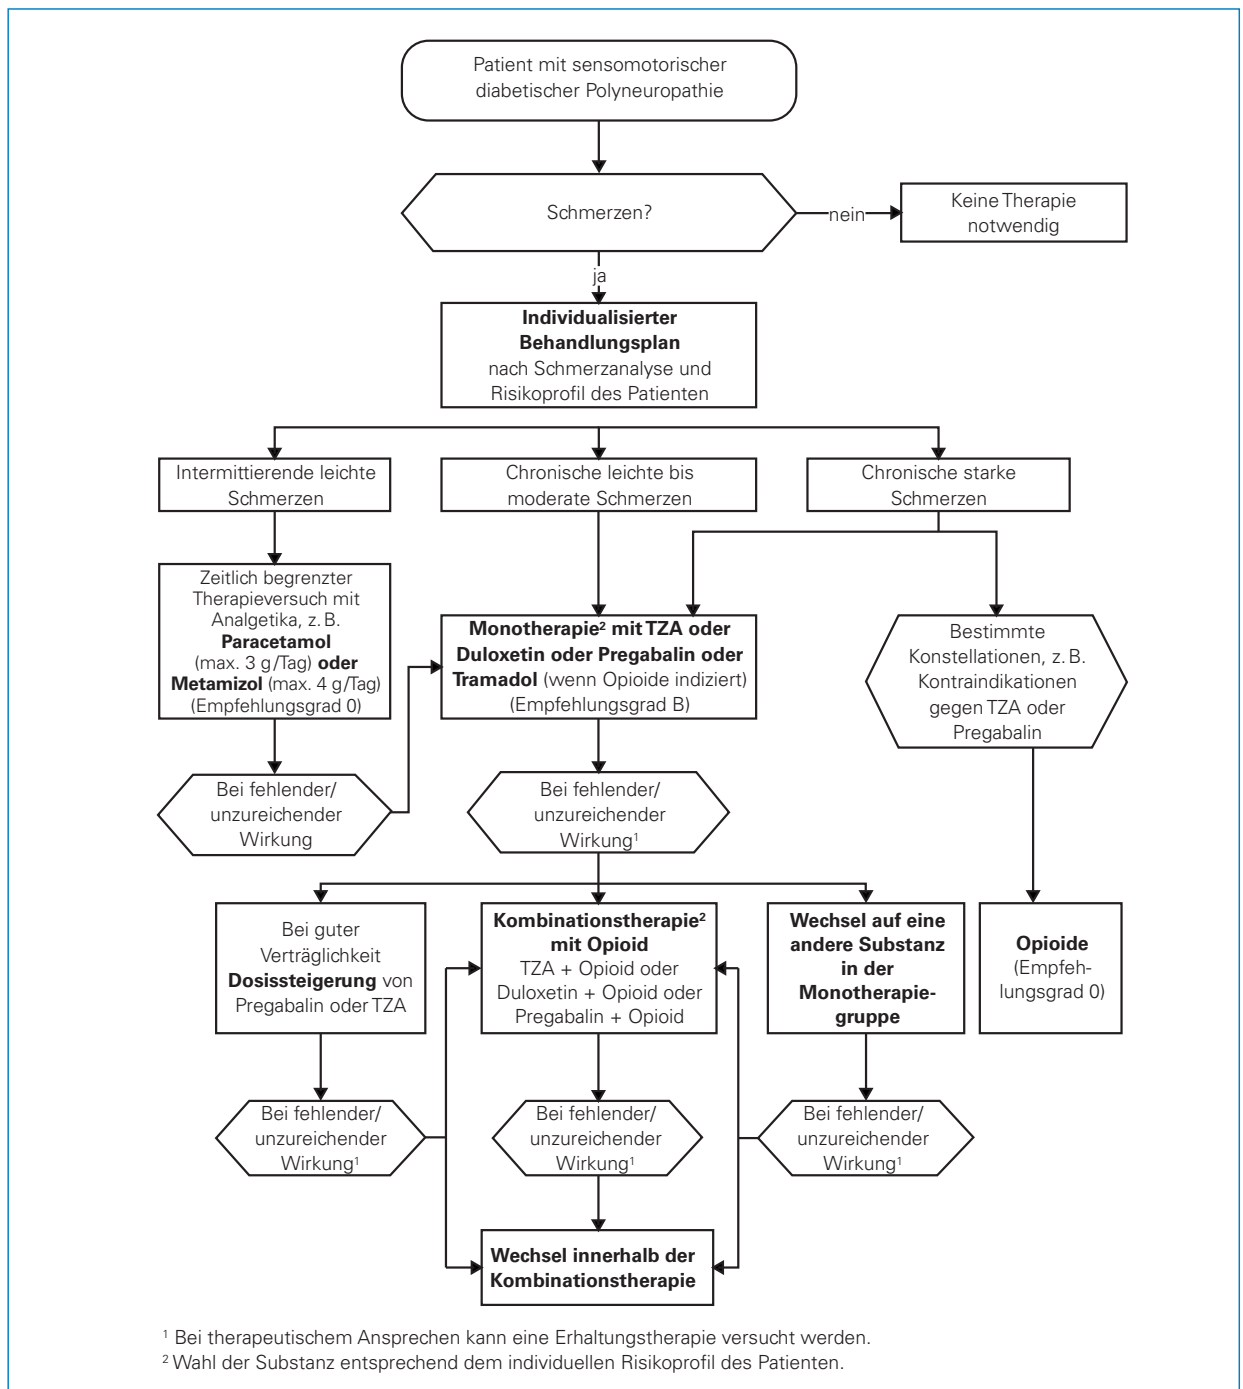 Patient mit sensomotorischer
diabetischer Polyneuropathie
Schmerzen?
nein
Keine Therapie
notwendig
ja
Individualisierter
Behandlungsplan
nach Schmerzanalyse und
Risikoprofil des Patienten
Intermittierende leichte
Schmerzen
Chronische leichte bis
moderate Schmerzen
Chronische starke
Schmerzen
Zeitlich begrenzter
Therapieversuch mit
Analgetika, z. B.
Paracetamol
(max. 3 g/Tag) oder
Metamizol (max. 4 g/Tag)
(Empfehlungsgrad 0)
Monotherapie² mit TZA oder
Duloxetin oder Pregabalin oder
Tramadol (wenn Opioide indiziert)
(Empfehlungsgrad B)
Bestimmte
Konstellationen, z. B.
Kontraindikationen
gegen TZA oder
Pregabalin
Bei fehlender/
unzureichender
Wirkung
Bei fehlender/
unzureichender
Wirkung¹
Bei guter
Verträglichkeit
Dosissteigerung von
Pregabalin oder TZA
Kombinationstherapie²
mit Opioid
TZA + Opioid oder
Duloxetin + Opioid oder
Pregabalin + Opioid
Wechsel auf eine
andere Substanz
in der
Monotherapie-
gruppe
Opioide
(Empfeh-
lungsgrad 0)
Bei fehlender/
unzureichender
Wirkung¹
Bei fehlender/
unzureichender
Wirkung¹
Bei fehlender/
unzureichender
Wirkung¹
Wechsel innerhalb der
Kombinationstherapie
¹ Bei therapeutischem Ansprechen kann eine Erhaltungstherapie versucht werden.
² Wahl der Substanz entsprechend dem individuellen Risikoprofil des Patienten.